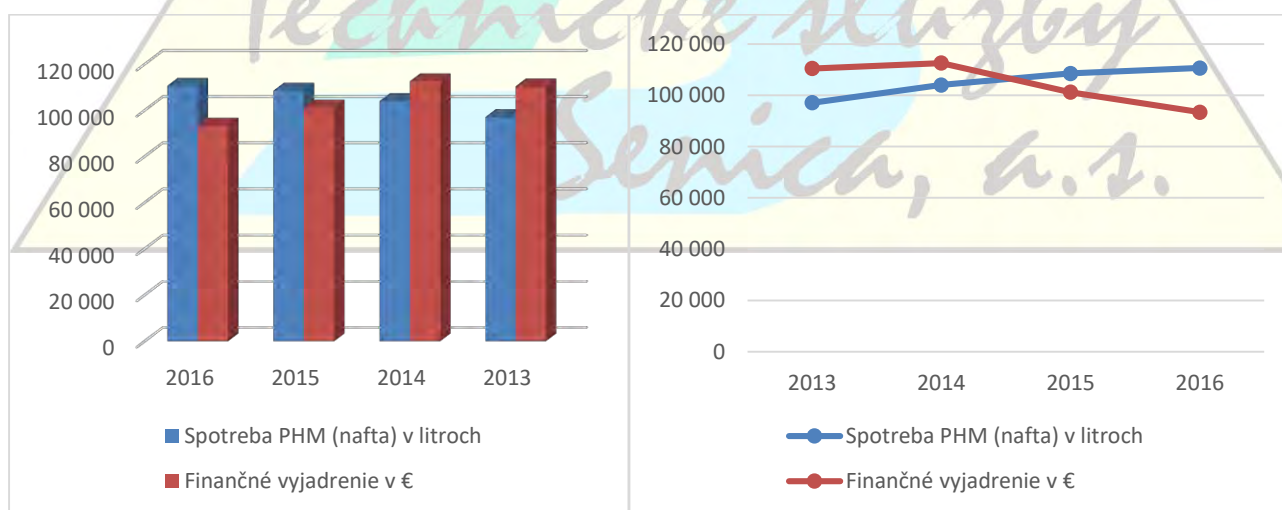 Technické služby
Senica, a.s.
120 000
100 000
80 000
60 000
40 000
20 000
0
2016 2015 2014 2013
Spotreba PHM (nafta) v litroch
Finančné vyjadrenie v €
120 000
100 000
80 000
60 000
40 000
20 000
0
2013 2014 2015 2016
Spotreba PHM (nafta) v litroch
Finančné vyjadrenie v €